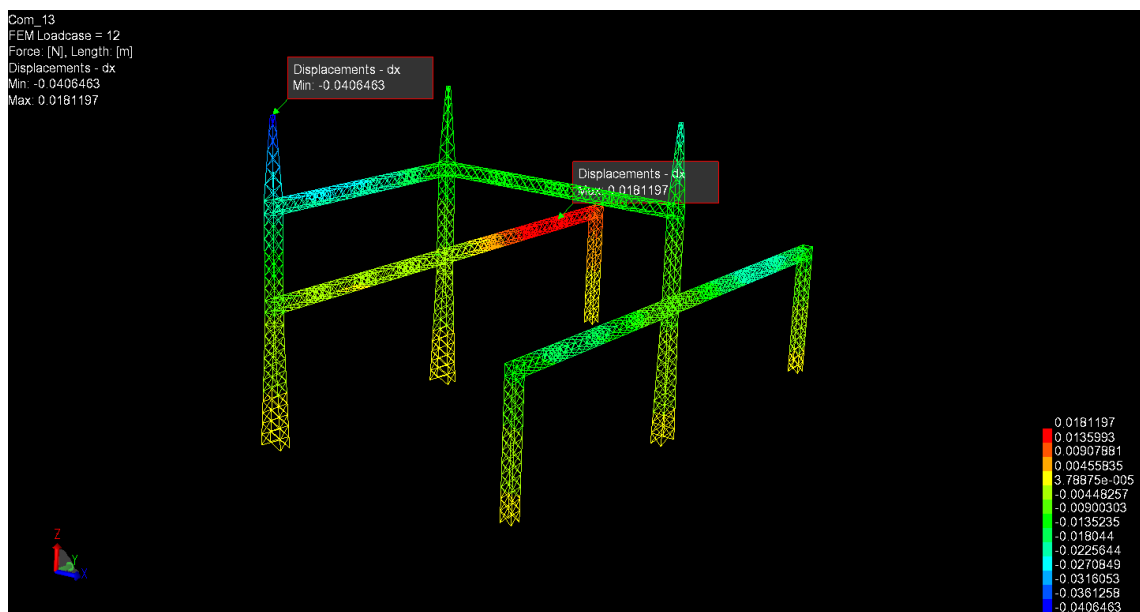 Com_13
FEM Loadcase = 12
Force: [N], Length: [m]
Displacements - dx
Min: -0.0406463
Max: 0.0181197
Displacements - dx
Min: -0.0406463
Displacements - dx
Max: 0.0181197
0.0181197
0.0135993
0.00907881
0.00455835
3.78875e-005
-0.00448257
-0.00900303
-0.0135235
-0.018044
-0.0225644
-0.0270849
-0.0316053
-0.0361258
-0.0406463
Z
Y
X